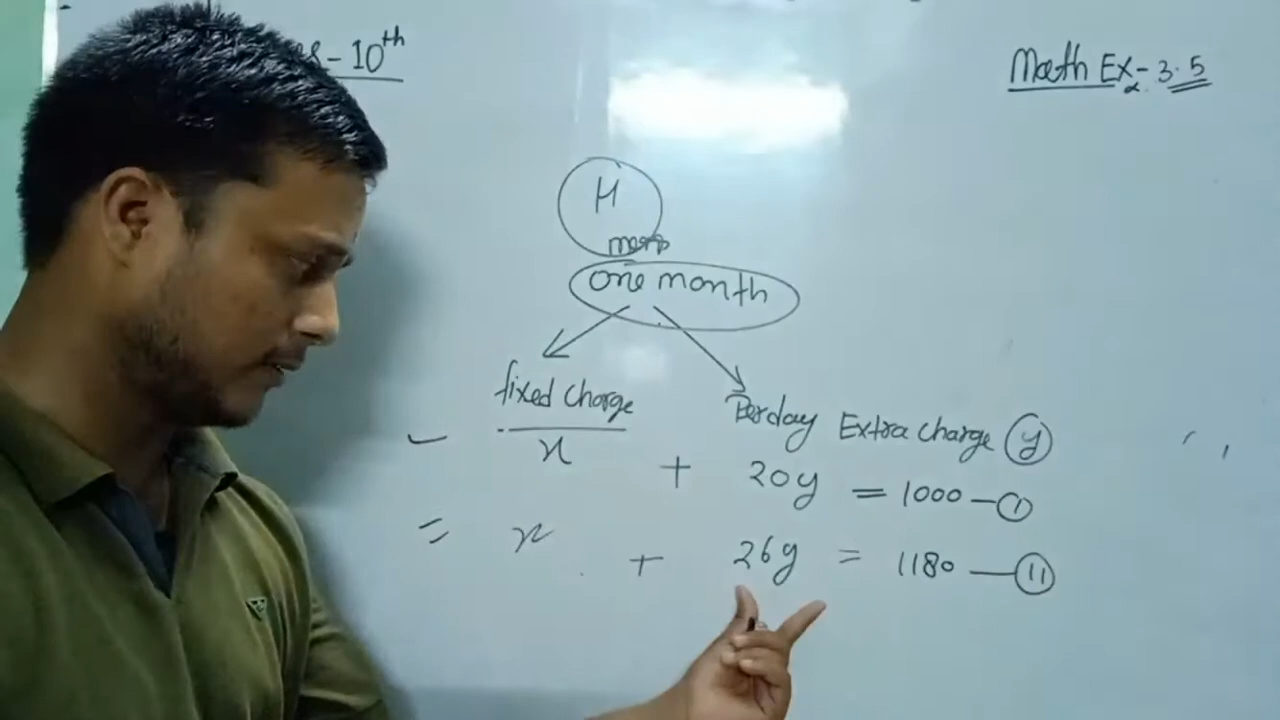 - 10th
Math Ex- 3.5
H
one month
fixed charge
Perday Extra charge y
x + 20y = 1000 - I
= x + 26y = 1180 - II